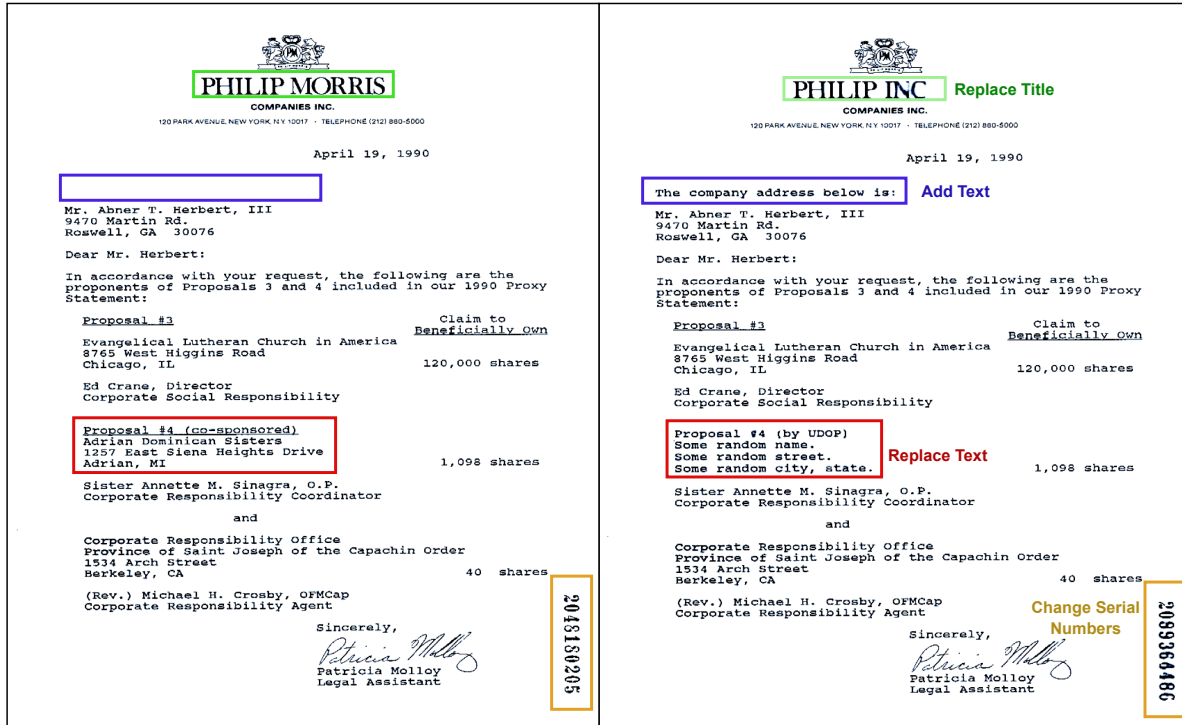 PM
PHILIP MORRIS
COMPANIES INC.
120 PARK AVENUE, NEW YORK, N.Y. 10017 · TELEPHONE (212) 880-5000
April 19, 1990
Mr. Abner T. Herbert, III
9470 Martin Rd.
Roswell, GA 30076
Dear Mr. Herbert:
In accordance with your request, the following are the
proponents of Proposals 3 and 4 included in our 1990 Proxy
Statement:
Proposal #3 Claim to
Beneficially Own
Evangelical Lutheran Church in America
8765 West Higgins Road
Chicago, IL 120,000 shares
Ed Crane, Director
Corporate Social Responsibility
Proposal #4 (co-sponsored)
Adrian Dominican Sisters
1257 East Siena Heights Drive
Adrian, MI 1,098 shares
Sister Annette M. Sinagra, O.P.
Corporate Responsibility Coordinator
and
Corporate Responsibility Office
Province of Saint Joseph of the Capachin Order
1534 Arch Street
Berkeley, CA 40 shares
(Rev.) Michael H. Crosby, OFMCap
Corporate Responsibility Agent
Sincerely,
Patricia Molloy
Patricia Molloy
Legal Assistant
2048180205
PM
PHILIP INC
Replace Title
COMPANIES INC.
120 PARK AVENUE, NEW YORK, N.Y. 10017 · TELEPHONE (212) 880-5000
April 19, 1990
The company address below is:
Add Text
Mr. Abner T. Herbert, III
9470 Martin Rd.
Roswell, GA 30076
Dear Mr. Herbert:
In accordance with your request, the following are the
proponents of Proposals 3 and 4 included in our 1990 Proxy
Statement:
Proposal #3 Claim to
Beneficially Own
Evangelical Lutheran Church in America
8765 West Higgins Road
Chicago, IL 120,000 shares
Ed Crane, Director
Corporate Social Responsibility
Proposal #4 (by UDOP)
Some random name.
Some random street.
Some random city, state.
Replace Text
1,098 shares
Sister Annette M. Sinagra, O.P.
Corporate Responsibility Coordinator
and
Corporate Responsibility Office
Province of Saint Joseph of the Capachin Order
1534 Arch Street
Berkeley, CA 40 shares
(Rev.) Michael H. Crosby, OFMCap
Corporate Responsibility Agent
Change Serial
Numbers
Sincerely,
Patricia Molloy
Patricia Molloy
Legal Assistant
2089364486